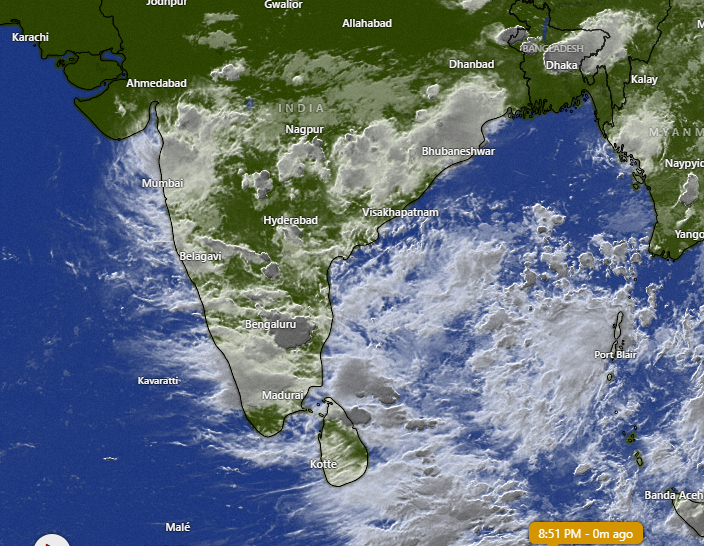 Jodhpur
Gwalior
Allahabad
Karachi
BANGLADESH
Dhanbad
Dhaka
Ahmedabad
Kalay
INDIA
Nagpur
MYANM
Bhubaneshwar
Naypyic
Mumbai
Visakhapatnam
Hyderabad
Yango
Belagavi
Bengaluru
Port Blair
Kavaratti
Madurai
Kotte
Banda Aceh
Malé
8:51 PM - 0m ago